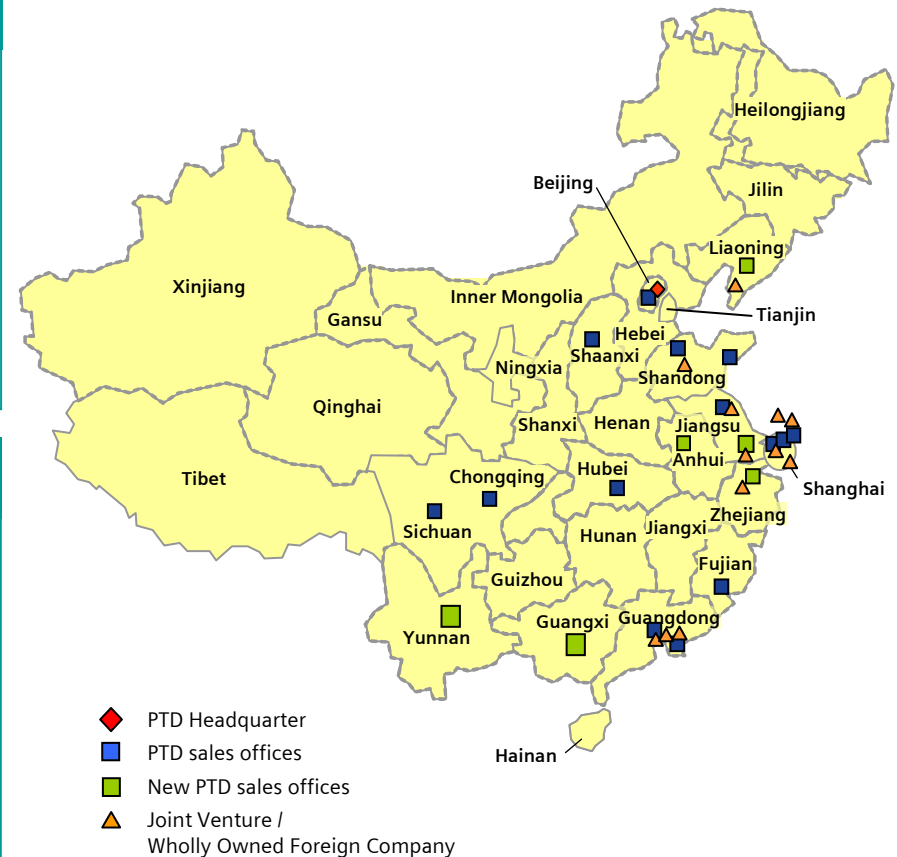 Heilongjiang
Beijing
Jilin
Liaoning
Xinjiang
Inner Mongolia
Gansu
Tianjin
Hebei
Shaanxi
Ningxia
Shandong
Qinghai
Shanxi
Henan
Jiangsu
Anhui
Tibet
Chongqing
Hubei
Shanghai
Zhejiang
Sichuan
Hunan
Jiangxi
Fujian
Guizhou
Guangxi
Guangdong
Yunnan
PTD Headquarter
PTD sales offices
Hainan
New PTD sales offices
Joint Venture /
Wholly Owned Foreign Company